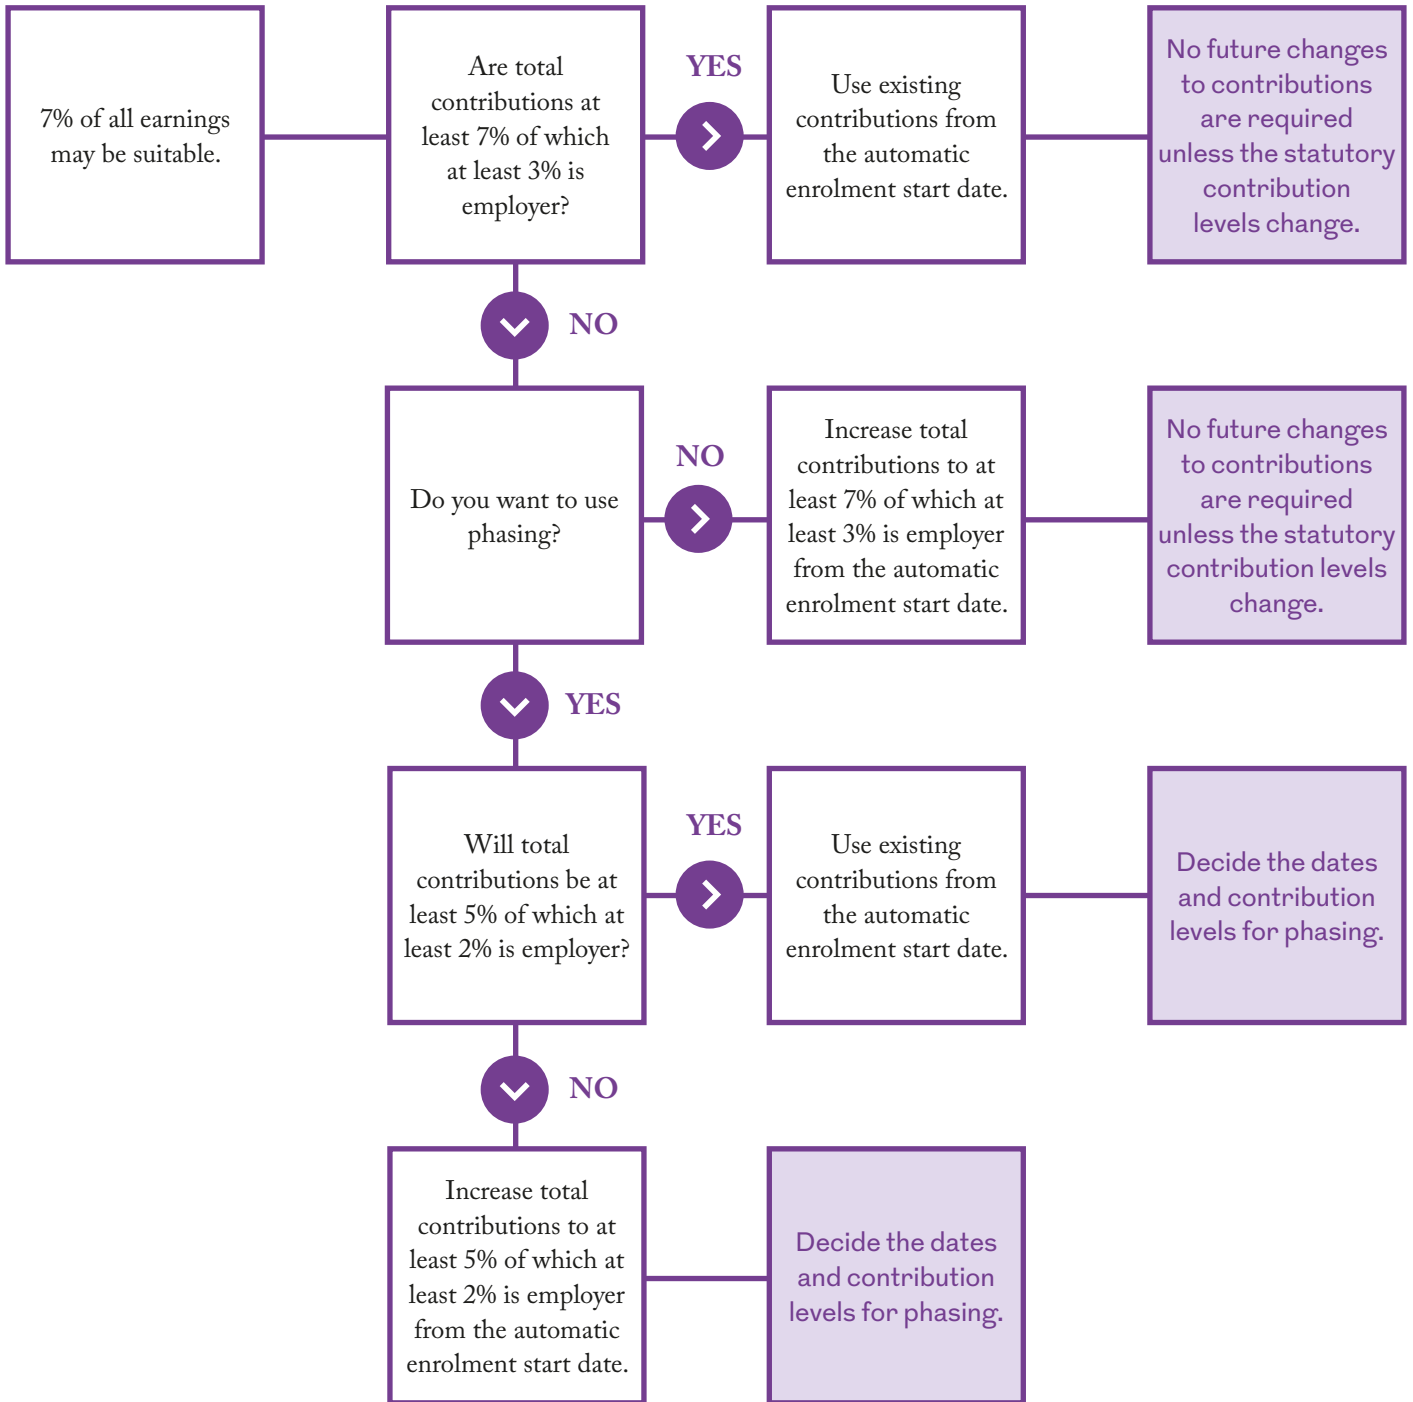 7% of all earnings
may be suitable.
Are total
contributions at
least 7% of which
at least 3% is
employer?
YES
Use existing
contributions from
the automatic
enrolment start date.
No future changes
to contributions
are required
unless the statutory
contribution
levels change.
NO
Do you want to use
phasing?
NO
Increase total
contributions to at
least 7% of which at
least 3% is employer
from the automatic
enrolment start date.
No future changes
to contributions
are required
unless the statutory
contribution levels
change.
YES
Will total
contributions be at
least 5% of which at
least 2% is employer?
YES
Use existing
contributions from
the automatic
enrolment start date.
Decide the dates
and contribution
levels for phasing.
NO
Increase total
contributions to at
least 5% of which at
least 2% is employer
from the automatic
enrolment start date.
Decide the dates
and contribution
levels for phasing.